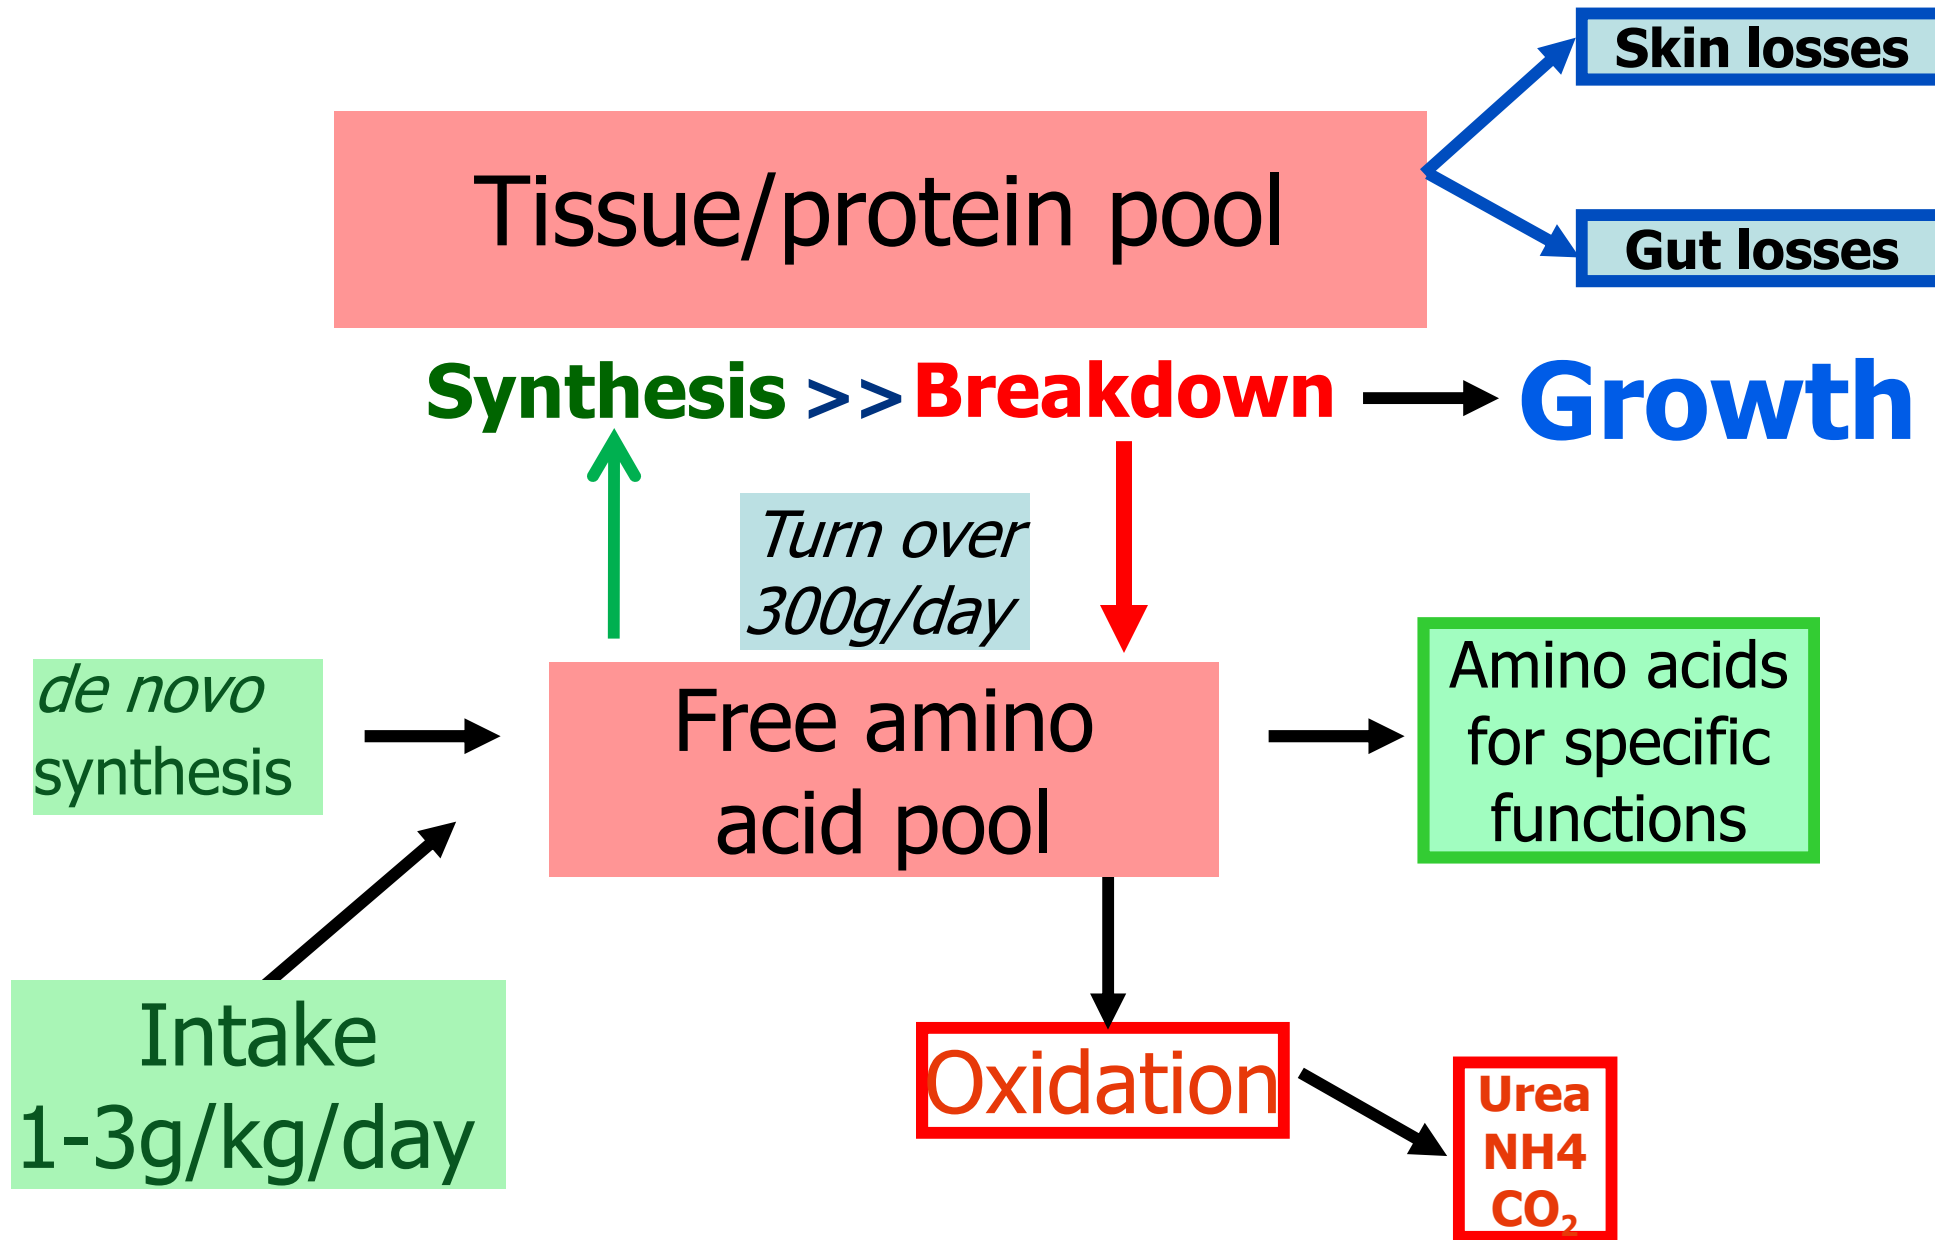 Skin losses
Tissue/protein pool
Gut losses
Synthesis >> Breakdown
Growth
Turn over
300g/day
de novo
synthesis
Free amino
acid pool
Amino acids
for specific
functions
Intake
1-3g/kg/day
Oxidation
Urea
NH4
CO₂